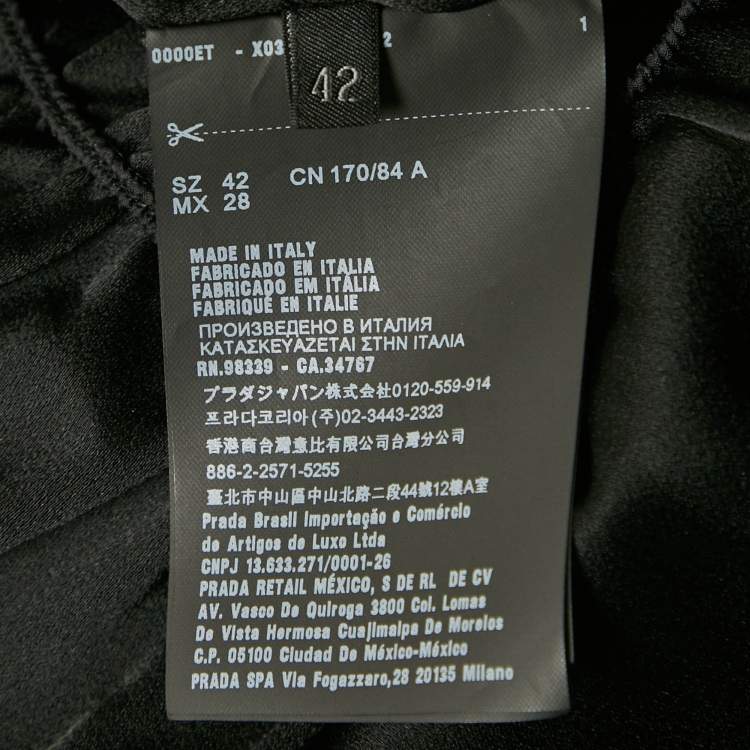 0000ET - X03 2 1
42
SZ 42 CN 170/84 A
MX 28
MADE IN ITALY
FABRICADO EN ITALIA
FABRICADO EM ITÁLIA
FABRIQUÉ EN ITALIE
ПРОИЗВЕДЕНО В ИТАЛИЯ
ΚΑΤΑΣΚΕΥΑΖΕΤΑΙ ΣΤΗΝ ΙΤΑΛΙΑ
RN.98339 - CA.34767
プラダジャパン株式会社0120-559-914
프라다코리아(주)02-3443-2323
香港商台灣意比有限公司台灣分公司
886-2-2571-5255
臺北市中山區中山北路二段44號12樓A室
Prada Brasil Importação e Comércio
de Artigos de Luxo Ltda
CNPJ 13.633.271/0001-26
PRADA RETAIL MÉXICO, S DE RL DE CV
AV. Vasco De Quiroga 3800 Col. Lomas
De Vista Hermosa Cuajimalpa De Morelos
C.P. 05100 Ciudad De México-México
PRADA SPA Via Fogazzaro,28 20135 Milano